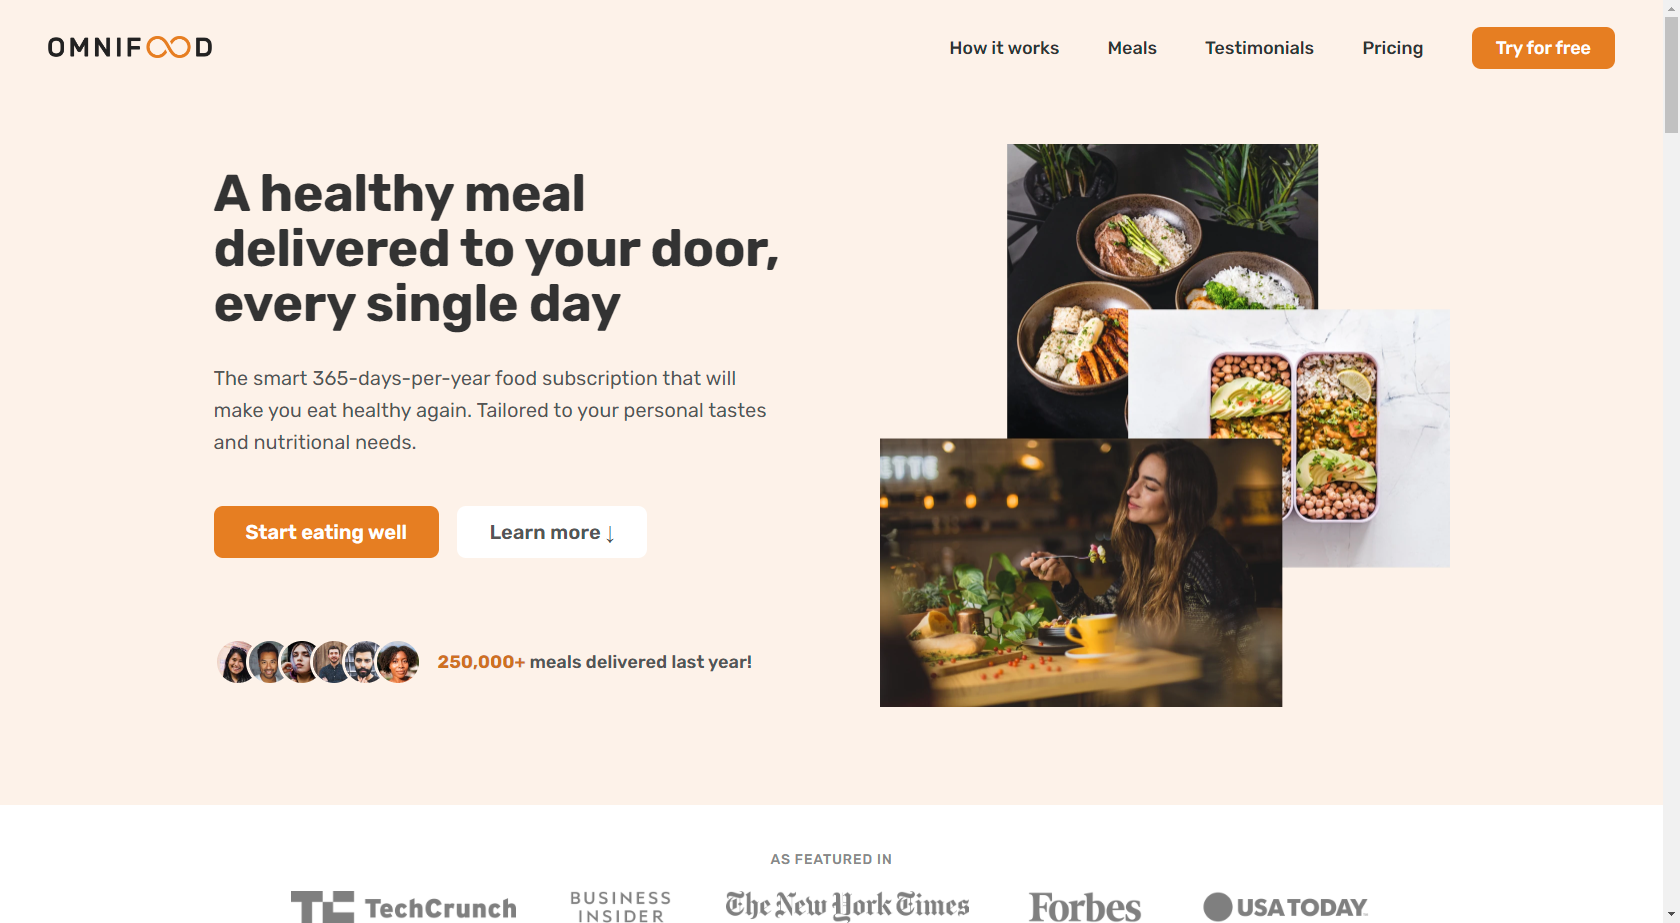 OMNIFOOD
How it works
Meals
Testimonials
Pricing
Try for free
A healthy meal
delivered to your door,
every single day
The smart 365-days-per-year food subscription that will
make you eat healthy again. Tailored to your personal tastes
and nutritional needs.
Start eating well
Learn more ↓
250,000+ meals delivered last year!
ETTE
AS FEATURED IN
TC TechCrunch
BUSINESS
INSIDER
The New York Times
Forbes
USA TODAY